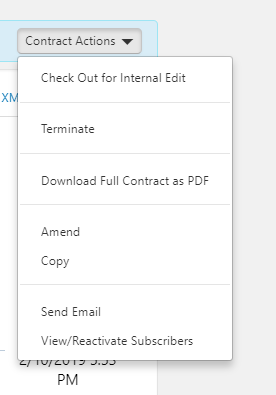 Contract Actions
XM
Check Out for Internal Edit
Terminate
Download Full Contract as PDF
Amend
Copy
Send Email
View/Reactivate Subscribers
PM